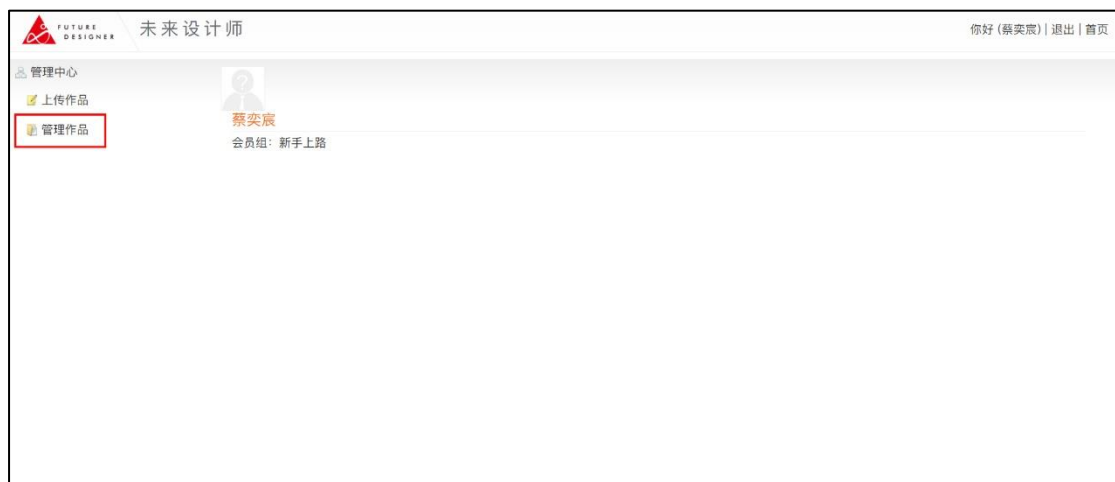 FUTURE
DESIGNER
未来设计师
你好 (蔡奕宸) | 退出 | 首页
管理中心
上传作品
管理作品
蔡奕宸
会员组：新手上路